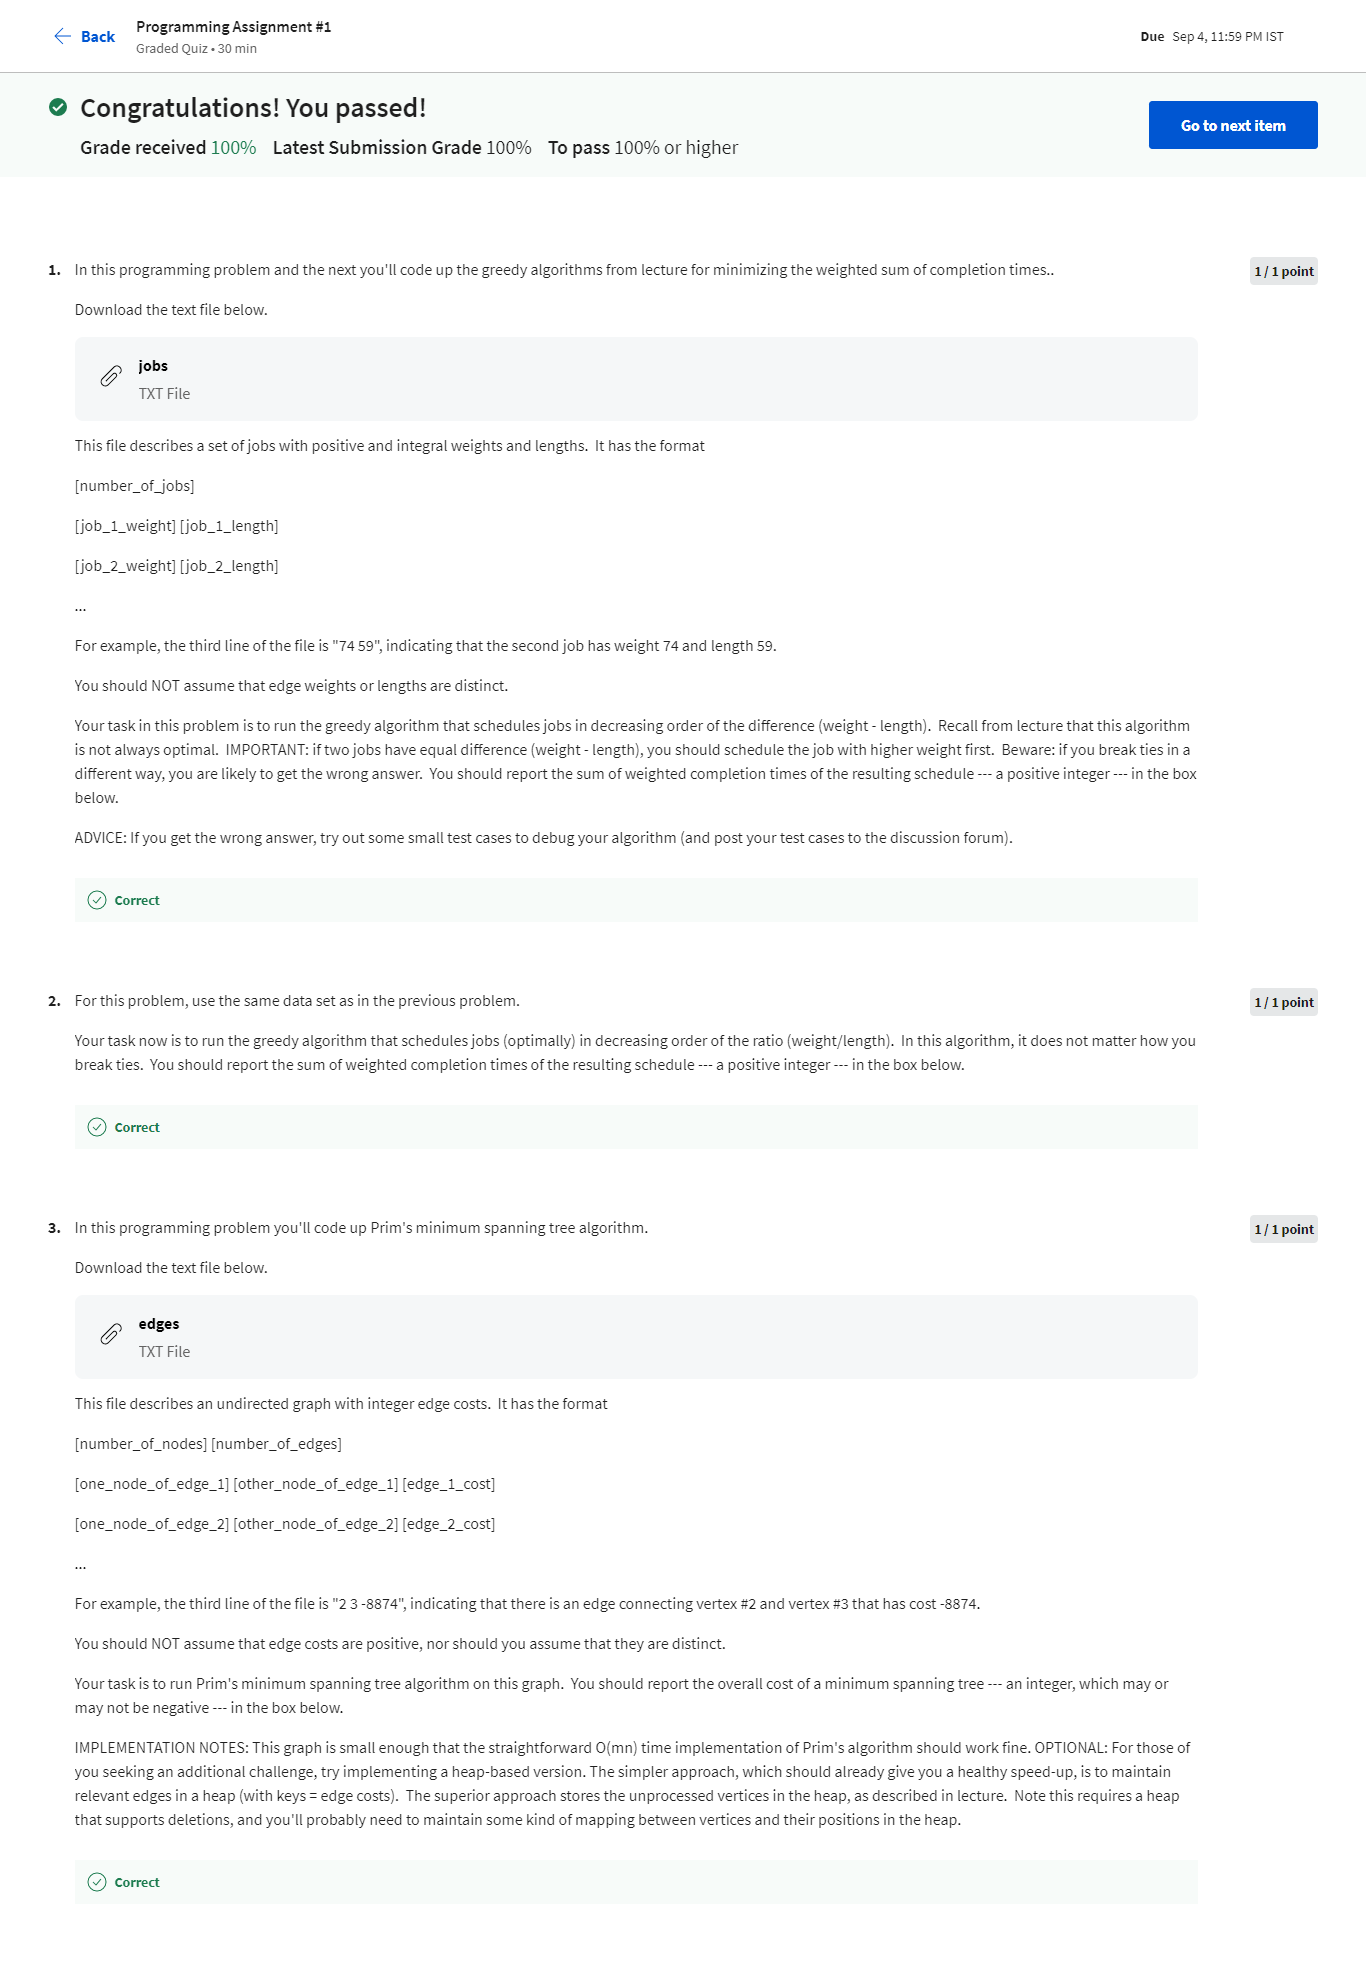 Back
Programming Assignment #1
Graded Quiz • 30 min
Due Sep 4, 11:59 PM IST
Congratulations! You passed!
Grade received 100% Latest Submission Grade 100% To pass 100% or higher
Go to next item
1. In this programming problem and the next you'll code up the greedy algorithms from lecture for minimizing the weighted sum of completion times..
1 / 1 point
Download the text file below.
jobs
TXT File
This file describes a set of jobs with positive and integral weights and lengths. It has the format
[number_of_jobs]
[job_1_weight] [job_1_length]
[job_2_weight] [job_2_length]
...
For example, the third line of the file is "74 59", indicating that the second job has weight 74 and length 59.
You should NOT assume that edge weights or lengths are distinct.
Your task in this problem is to run the greedy algorithm that schedules jobs in decreasing order of the difference (weight - length). Recall from lecture that this algorithm
is not always optimal. IMPORTANT: if two jobs have equal difference (weight - length), you should schedule the job with higher weight first. Beware: if you break ties in a
different way, you are likely to get the wrong answer. You should report the sum of weighted completion times of the resulting schedule --- a positive integer --- in the box
below.
ADVICE: If you get the wrong answer, try out some small test cases to debug your algorithm (and post your test cases to the discussion forum).
Correct
2. For this problem, use the same data set as in the previous problem.
1 / 1 point
Your task now is to run the greedy algorithm that schedules jobs (optimally) in decreasing order of the ratio (weight/length). In this algorithm, it does not matter how you
break ties. You should report the sum of weighted completion times of the resulting schedule --- a positive integer --- in the box below.
Correct
3. In this programming problem you'll code up Prim's minimum spanning tree algorithm.
1 / 1 point
Download the text file below.
edges
TXT File
This file describes an undirected graph with integer edge costs. It has the format
[number_of_nodes] [number_of_edges]
[one_node_of_edge_1] [other_node_of_edge_1] [edge_1_cost]
[one_node_of_edge_2] [other_node_of_edge_2] [edge_2_cost]
...
For example, the third line of the file is "2 3 -8874", indicating that there is an edge connecting vertex #2 and vertex #3 that has cost -8874.
You should NOT assume that edge costs are positive, nor should you assume that they are distinct.
Your task is to run Prim's minimum spanning tree algorithm on this graph. You should report the overall cost of a minimum spanning tree --- an integer, which may or
may not be negative --- in the box below.
IMPLEMENTATION NOTES: This graph is small enough that the straightforward O(mn) time implementation of Prim's algorithm should work fine. OPTIONAL: For those of
you seeking an additional challenge, try implementing a heap-based version. The simpler approach, which should already give you a healthy speed-up, is to maintain
relevant edges in a heap (with keys = edge costs). The superior approach stores the unprocessed vertices in the heap, as described in lecture. Note this requires a heap
that supports deletions, and you'll probably need to maintain some kind of mapping between vertices and their positions in the heap.
Correct